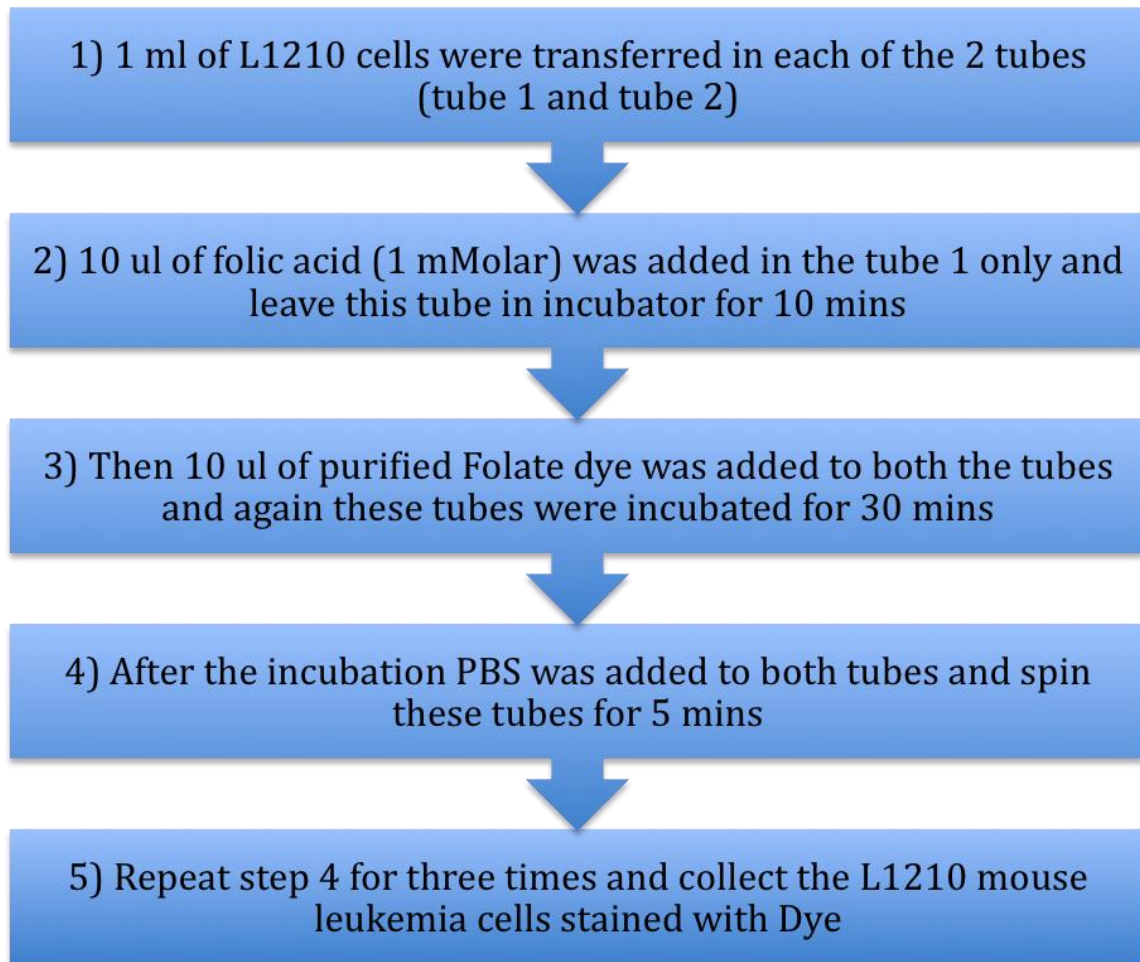 1) 1 ml of L1210 cells were transferred in each of the 2 tubes
(tube 1 and tube 2)
2) 10 ul of folic acid (1 mMolar) was added in the tube 1 only and
leave this tube in incubator for 10 mins
3) Then 10 ul of purified Folate dye was added to both the tubes
and again these tubes were incubated for 30 mins
4) After the incubation PBS was added to both tubes and spin
these tubes for 5 mins
5) Repeat step 4 for three times and collect the L1210 mouse
leukemia cells stained with Dye